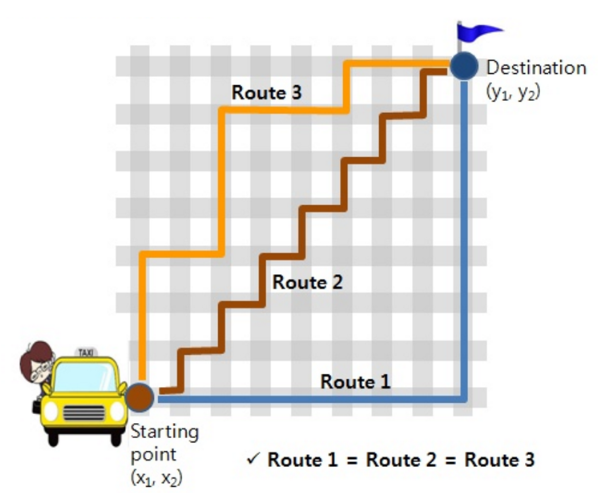 Route 3
Destination
(y₁, y₂)
Route 2
TAXI
Route 1
Starting
point
(x₁, x₂)
✓ Route 1 = Route 2 = Route 3